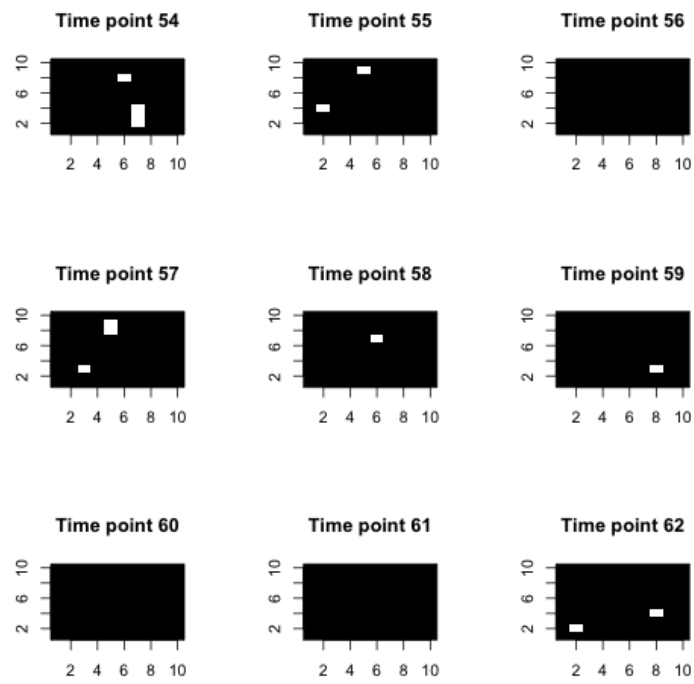 Time point 54
10
6
2
2 4 6 8 10
Time point 55
10
6
2
2 4 6 8 10
Time point 56
10
6
2
2 4 6 8 10
Time point 57
10
6
2
2 4 6 8 10
Time point 58
10
6
2
2 4 6 8 10
Time point 59
10
6
2
2 4 6 8 10
Time point 60
10
6
2
2 4 6 8 10
Time point 61
10
6
2
2 4 6 8 10
Time point 62
10
6
2
2 4 6 8 10